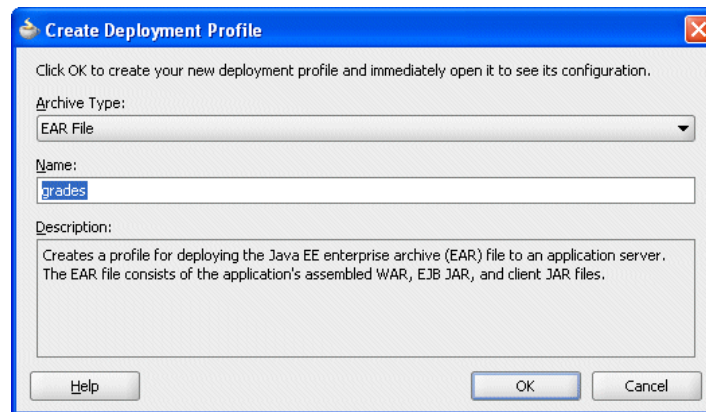 Create Deployment Profile
Click OK to create your new deployment profile and immediately open it to see its configuration.
Archive Type:
EAR File
Name:
grades
Description:
Creates a profile for deploying the Java EE enterprise archive (EAR) file to an application server.
The EAR file consists of the application's assembled WAR, EJB JAR, and client JAR files.
Help
OK
Cancel